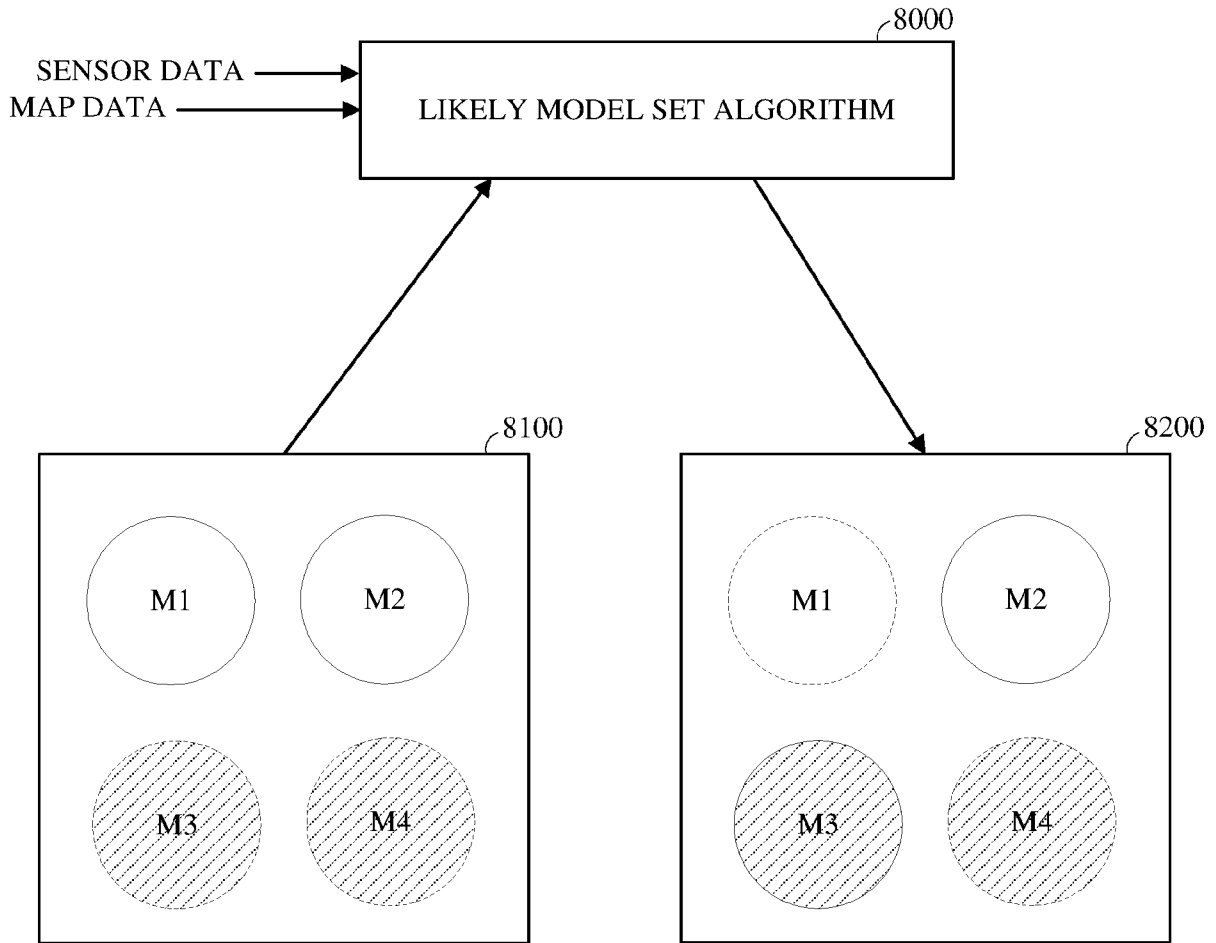 8000
SENSOR DATA
MAP DATA
LIKELY MODEL SET ALGORITHM
8100
8200
M1
M2
M3
M4
M1
M2
M3
M4